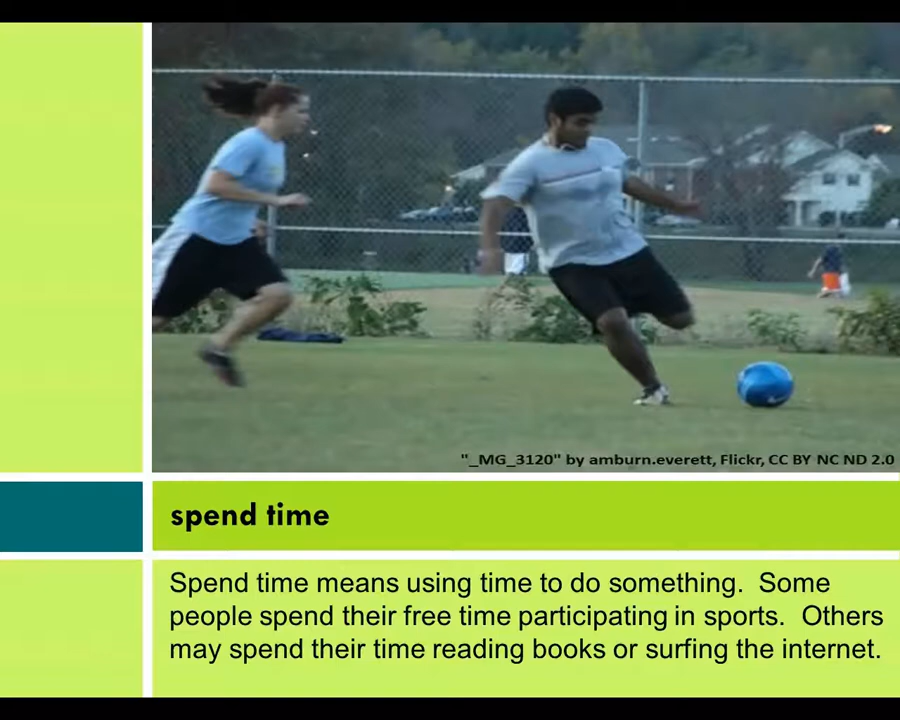 "_MG_3120" by amburn.everett, Flickr, CC BY NC ND 2.0
spend time
Spend time means using time to do something.  Some
people spend their free time participating in sports.  Others
may spend their time reading books or surfing the internet.